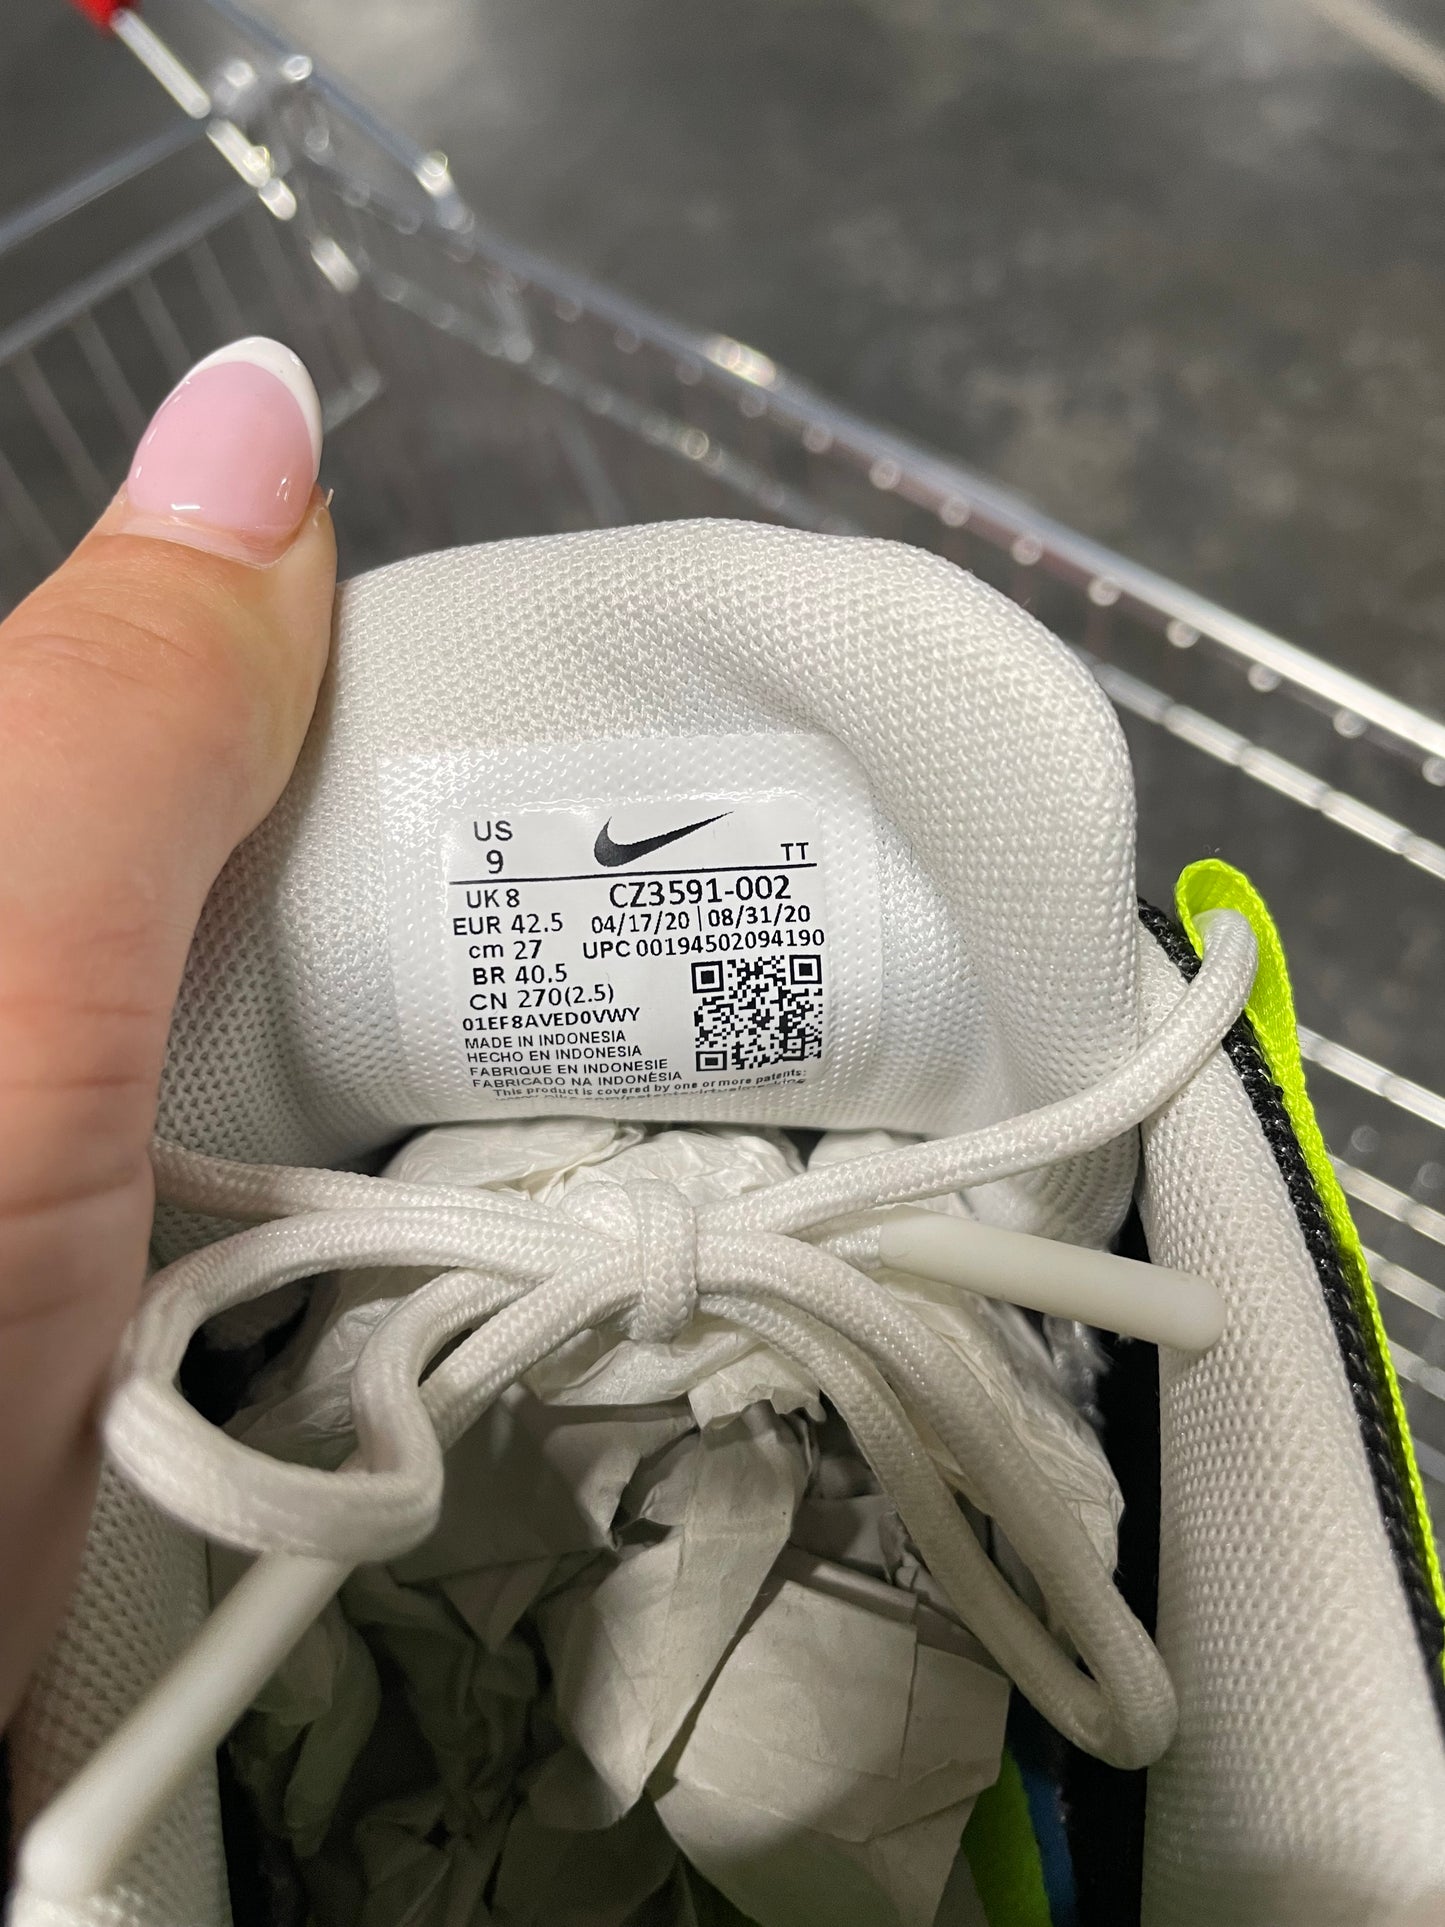 US
9
TT
UK 8 CZ3591-002
EUR 42.5 04/17/20 | 08/31/20
cm 27 UPC 00194502094190
BR 40.5
CN 270(2.5)
01EF8AVED0VWY
MADE IN INDONESIA
HECHO EN INDONESIA
FABRIQUE EN INDONESIE
FABRICADO NA INDONÉSIA
This product is covered by one or more patents: